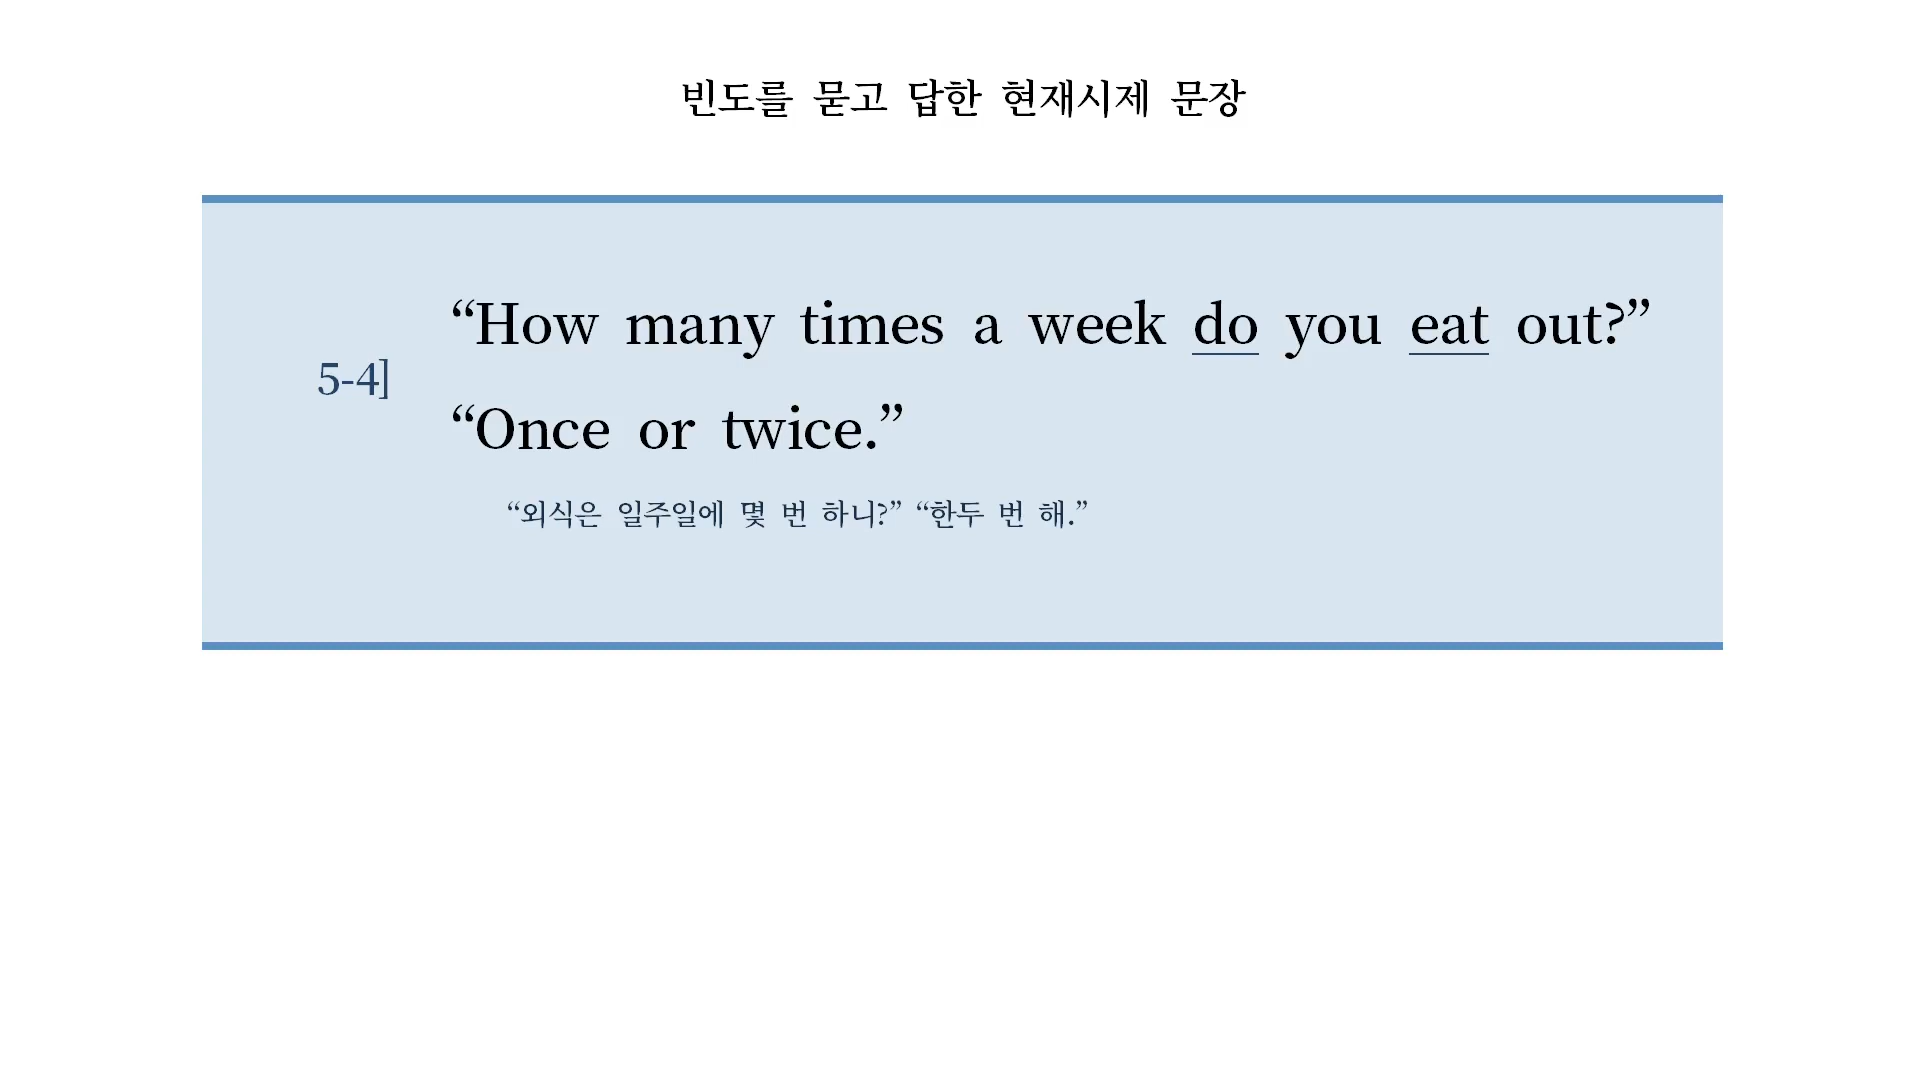 빈도를 묻고 답한 현재시제 문장
“How many times a week do you eat out?”
5-4]
“Once or twice.”
“외식은 일주일에 몇 번 하니?” “한두 번 해.”